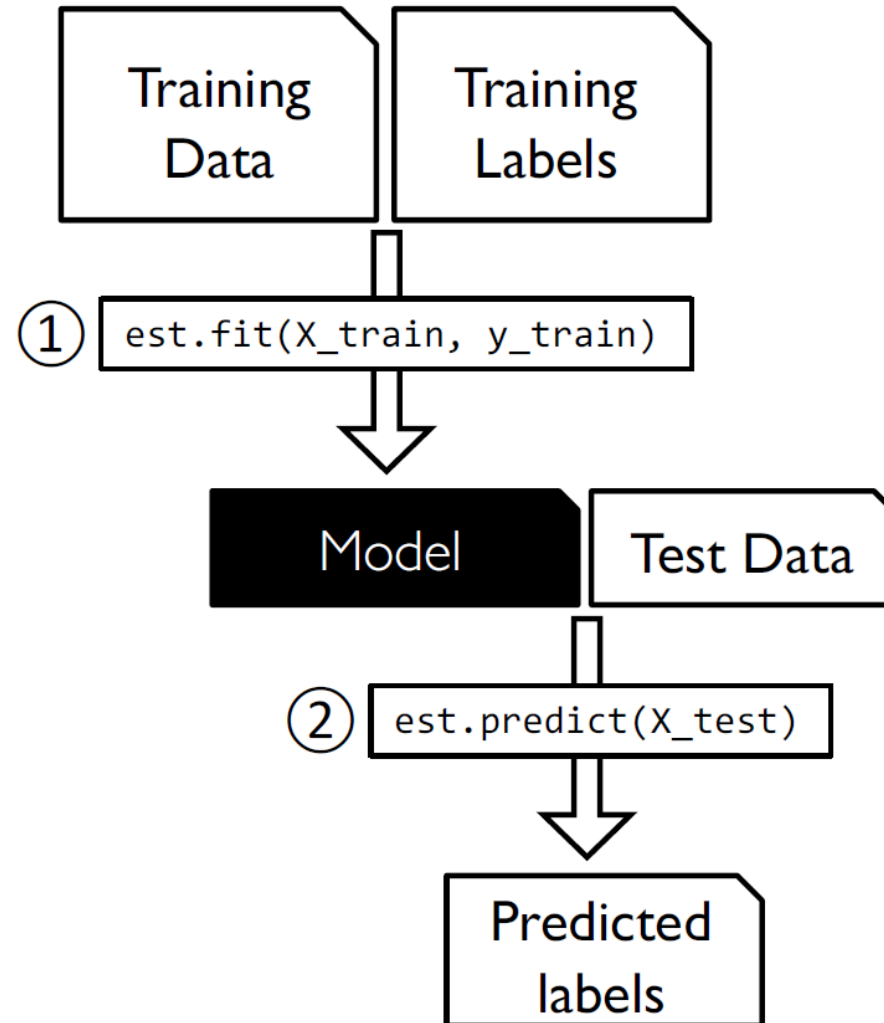 Training
Data
Training
Labels
①
est.fit(X_train, y_train)
Model
Test Data
②
est.predict(X_test)
Predicted
labels